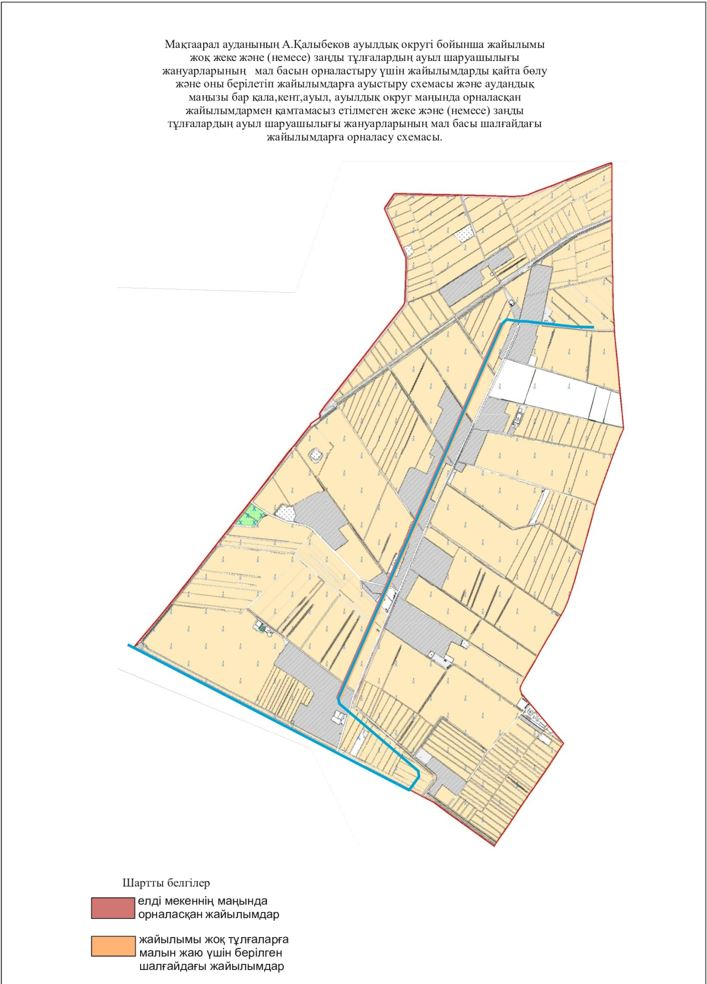 Мақтаарал ауданының А.Қалыбеков ауылдық округі бойынша жайылымы
жоқ жеке және (немесе) заңды тұлғалардың ауыл шаруашылығы
жануарларының мал басын орналастыру үшін жайылымдарды қайта бөлу
және оны берілетіп жайылымдарға ауыстыру схемасы және аудандық
маңызы бар қала,кент,ауыл, ауылдық округ маңында орналасқан
жайылымдармен қамтамасыз етілмеген жеке және (немесе) заңды
тұлғалардың ауыл шаруашылығы жануарларының мал басы шалғайдағы
жайылымдарға орналасу схемасы.
Шартты белгілер
елді мекеннің маңында
орналасқан жайылымдар
жайылымы жоқ тұлғаларға
малын жаю үшін берілген
шалғайдағы жайылымдар